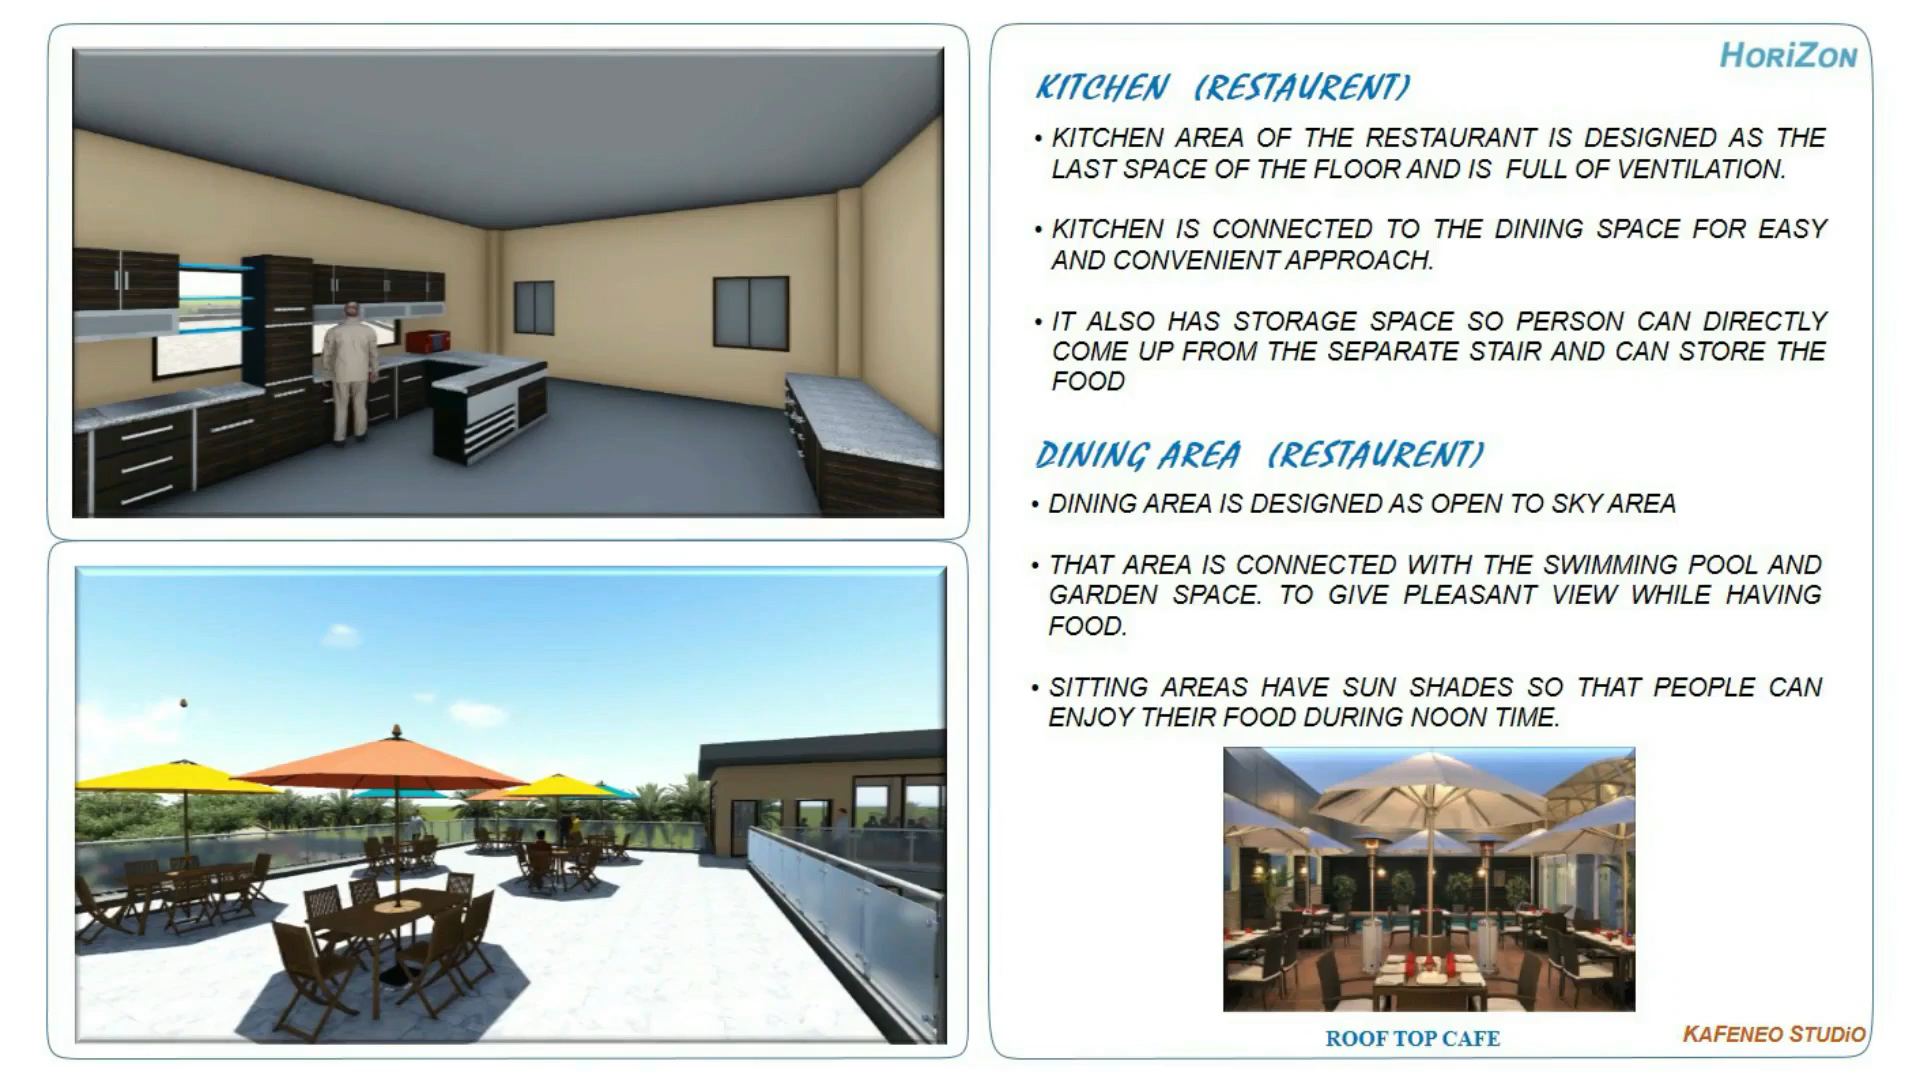 HORiZON
KITCHEN (RESTAURENT)
• KITCHEN AREA OF THE RESTAURANT IS DESIGNED AS THE
LAST SPACE OF THE FLOOR AND IS FULL OF VENTILATION.
• KITCHEN IS CONNECTED TO THE DINING SPACE FOR EASY
AND CONVENIENT APPROACH.
• IT ALSO HAS STORAGE SPACE SO PERSON CAN DIRECTLY
COME UP FROM THE SEPARATE STAIR AND CAN STORE THE
FOOD
DINING AREA (RESTAURENT)
• DINING AREA IS DESIGNED AS OPEN TO SKY AREA
• THAT AREA IS CONNECTED WITH THE SWIMMING POOL AND
GARDEN SPACE. TO GIVE PLEASANT VIEW WHILE HAVING
FOOD.
• SITTING AREAS HAVE SUN SHADES SO THAT PEOPLE CAN
ENJOY THEIR FOOD DURING NOON TIME.
ROOF TOP CAFE
KAFENEO STUDiO